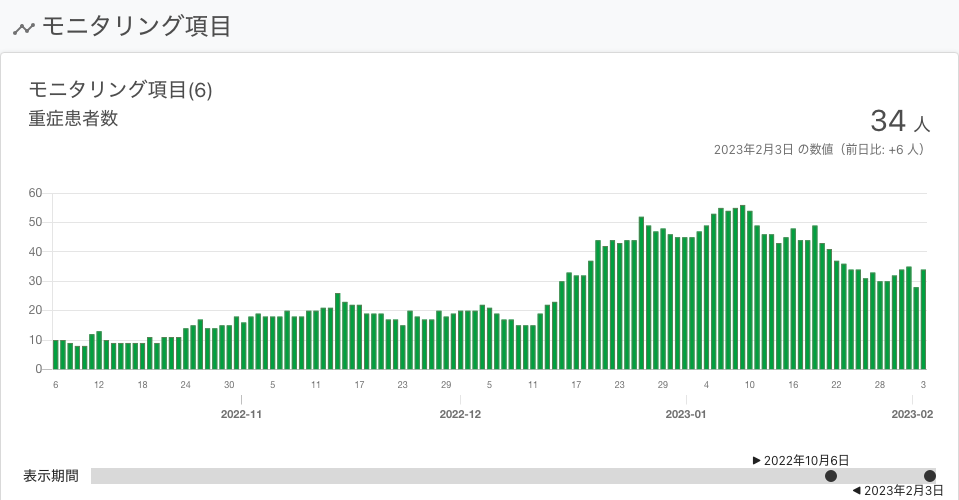 モニタリング項目
モニタリング項目(6)
重症患者数
34 人
2023年2月3日 の数値（前日比: +6 人）
60
50
40
30
20
10
0
6 12 18 24 30 5 11 17 23 29 5 11 17 23 29 4 10 16 22 28 3
2022-11 2022-12 2023-01 2023-02
▶ 2022年10月6日
表示期間
◀ 2023年2月3日